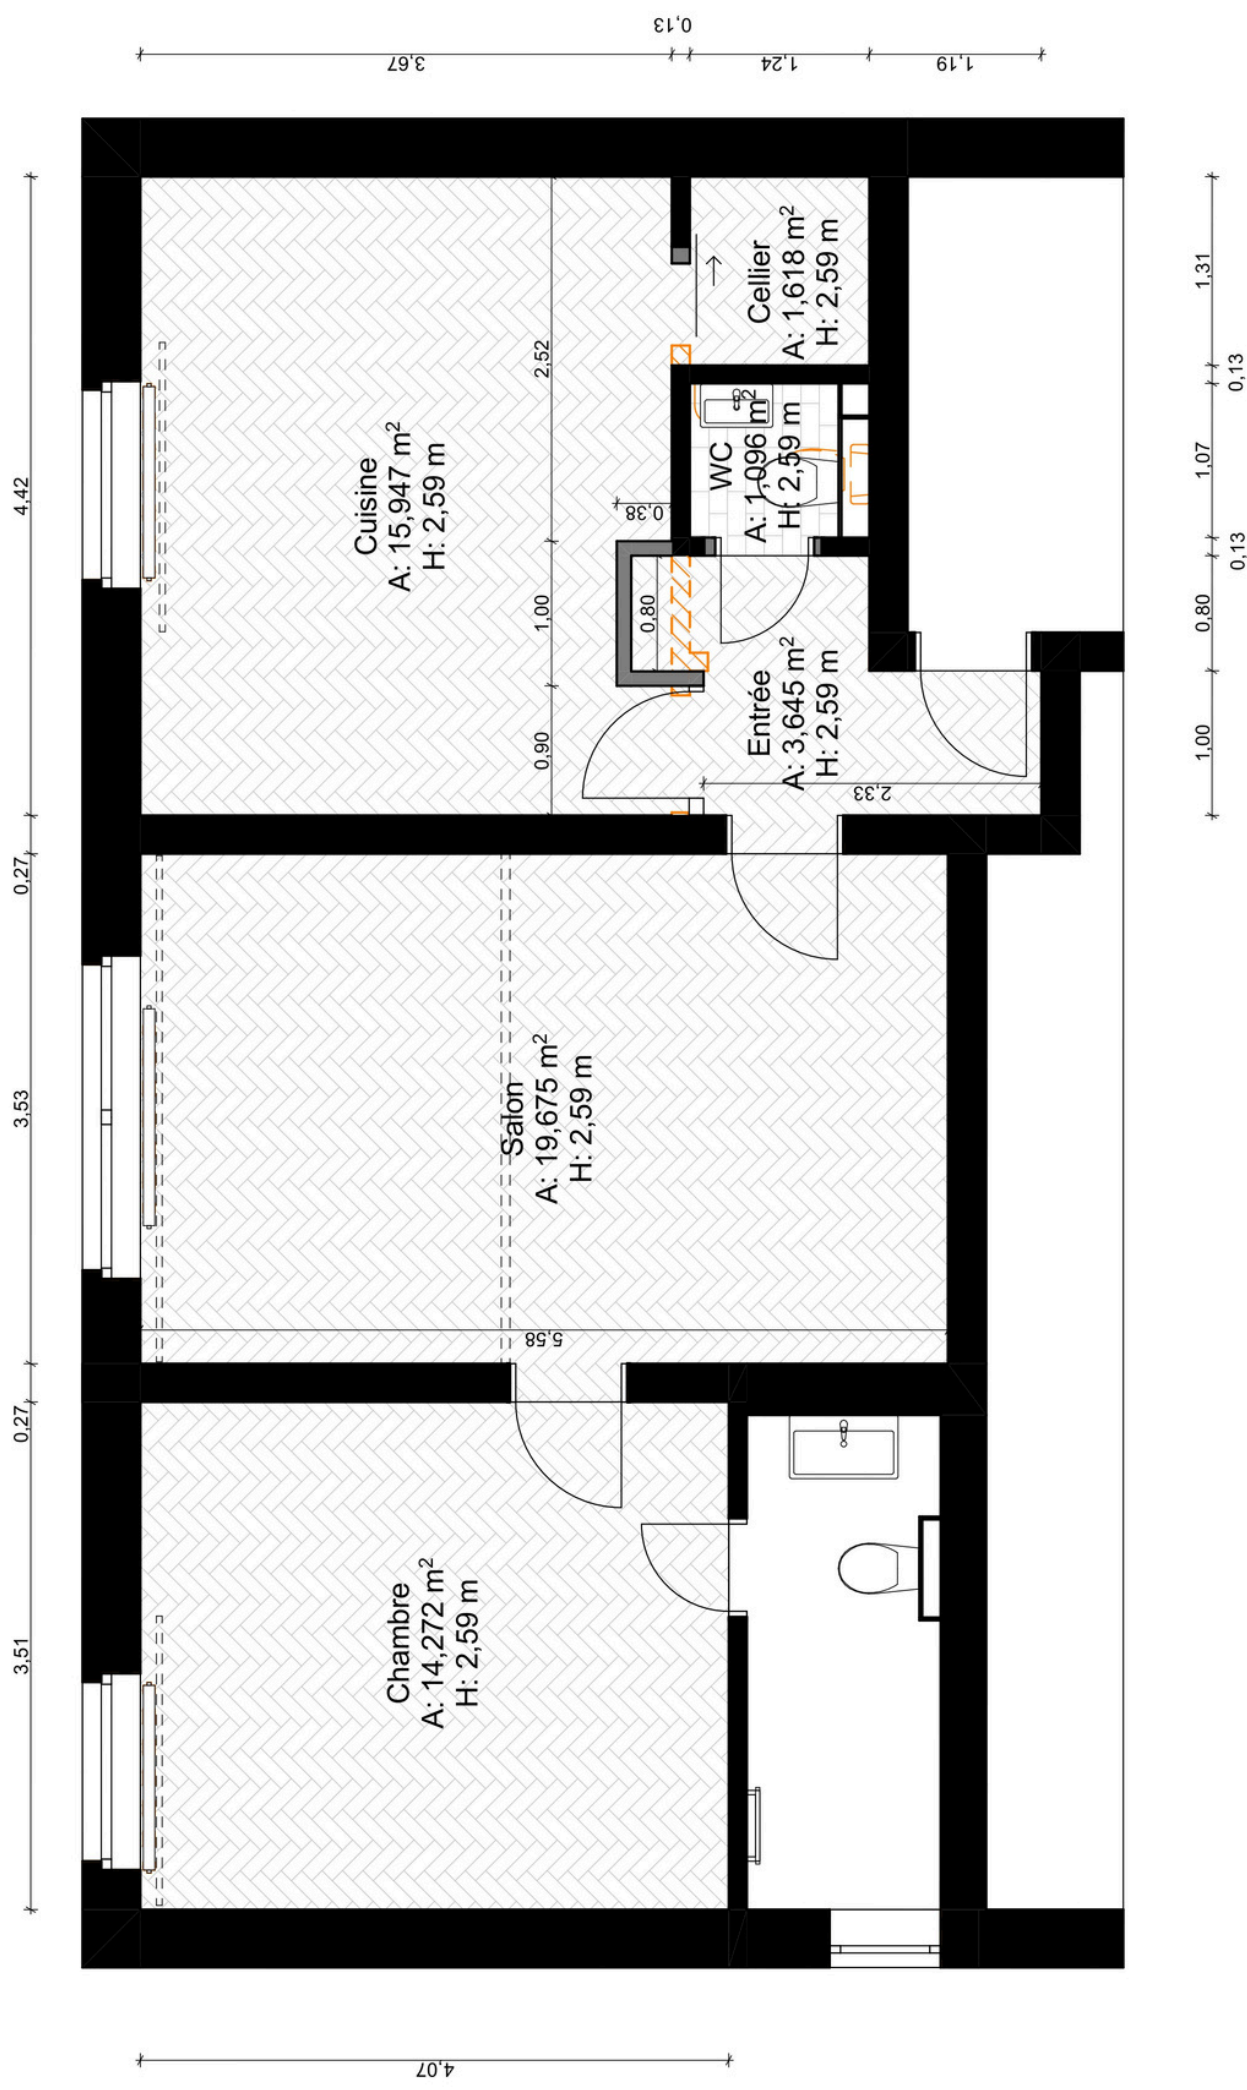 0,13
3,67
1,24
1,19
4,42
0,27
3,53
0,27
3,51
Cuisine
A: 15,947 m²
H: 2,59 m
2,52
1,00
0,90
0,38
0,80
Cellier
A: 1,618 m²
H: 2,59 m
WC
A: 1,096 m²
H: 2,59 m
Entrée
A: 3,645 m²
H: 2,59 m
2,33
1,31
0,13
1,07
0,13
0,80
1,00
Salon
A: 19,675 m²
H: 2,59 m
5,58
Chambre
A: 14,272 m²
H: 2,59 m
4,07